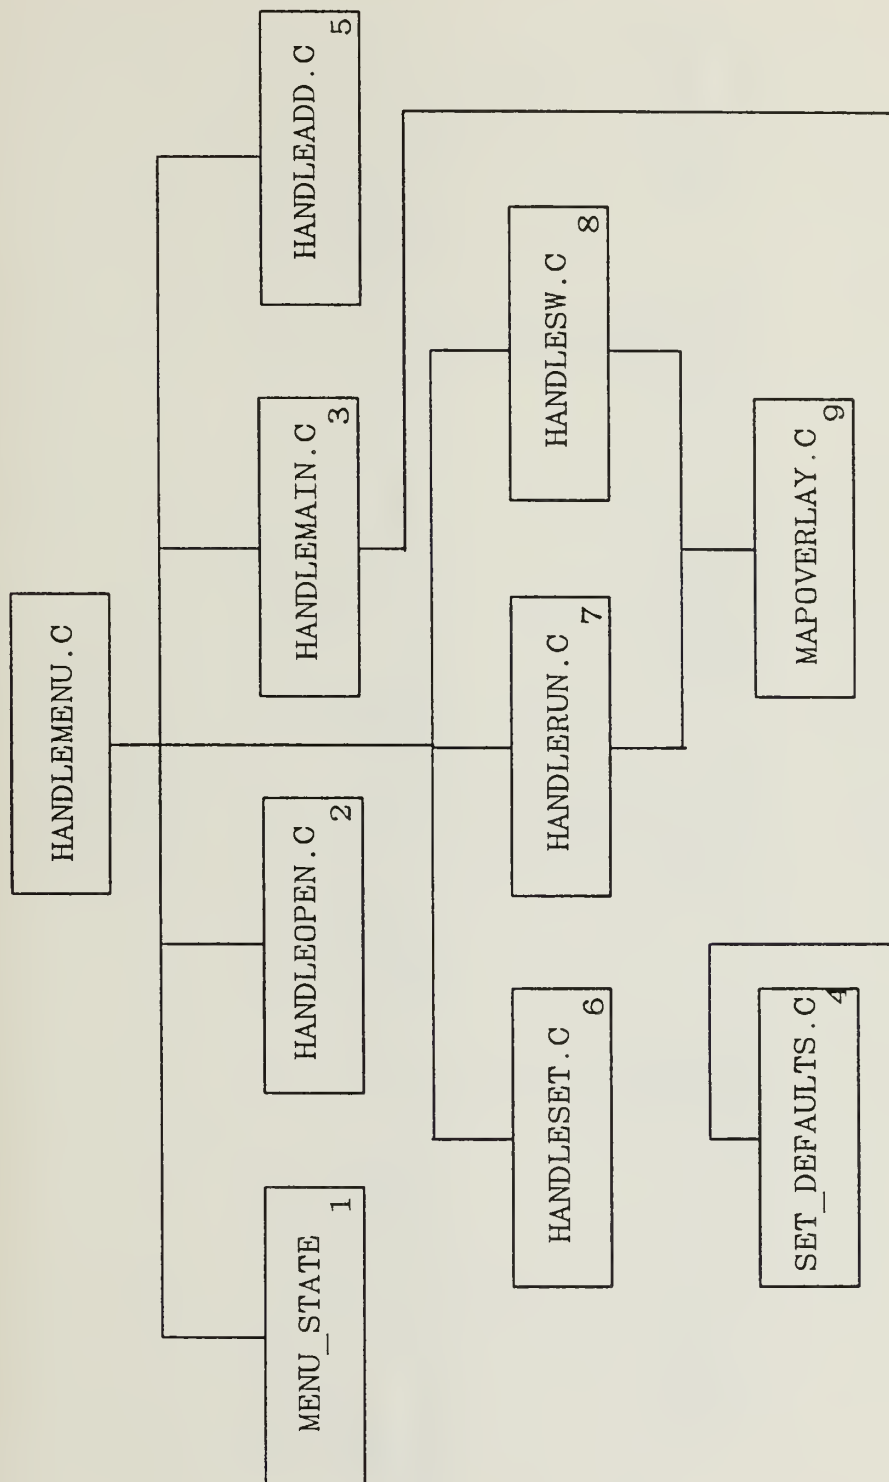 HANDLEMENU.C
MENU_STATE
1
HANDLEOPEN.C
2
HANDLEMAIN.C
3
HANDLEADD.C
5
HANDLESET.C
6
HANDLERUN.C
7
HANDLESW.C
8
SET_DEFAULTS.C
4
MAPOVERLAY.C
9